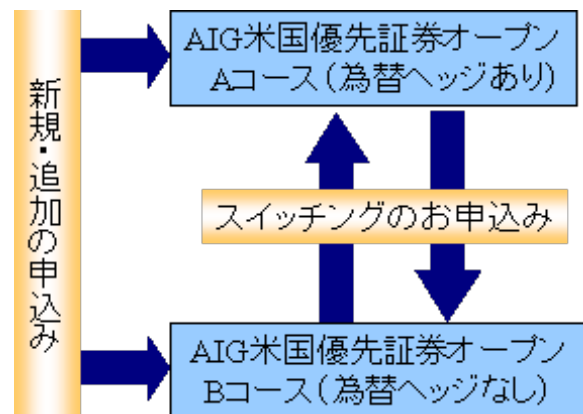 新規・追加の申込み
AIG米国優先証券オープン
Aコース(為替ヘッジあり)
スイッチングのお申込み
AIG米国優先証券オープン
Bコース(為替ヘッジなし)